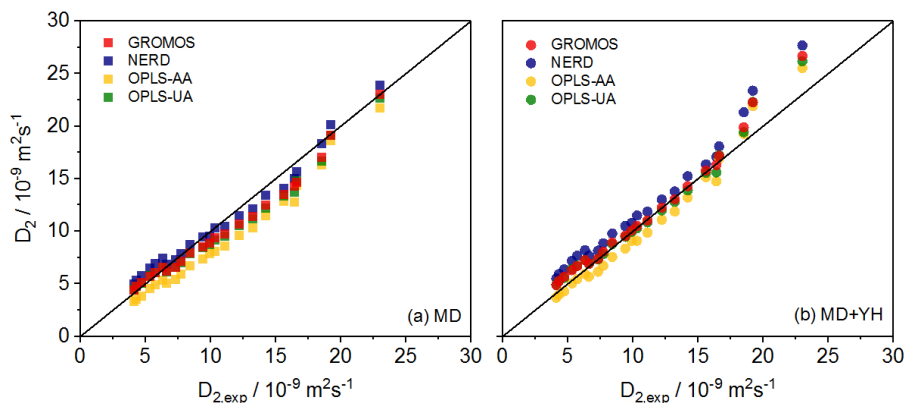 30
25
20
15
10
5
0
D2 / 10-9 m2s-1
GROMOS
NERD
OPLS-AA
OPLS-UA
(a) MD
0 5 10 15 20 25 30
D2,exp / 10-9 m2s-1
GROMOS
NERD
OPLS-AA
OPLS-UA
(b) MD+YH
0 5 10 15 20 25 30
D2,exp / 10-9 m2s-1